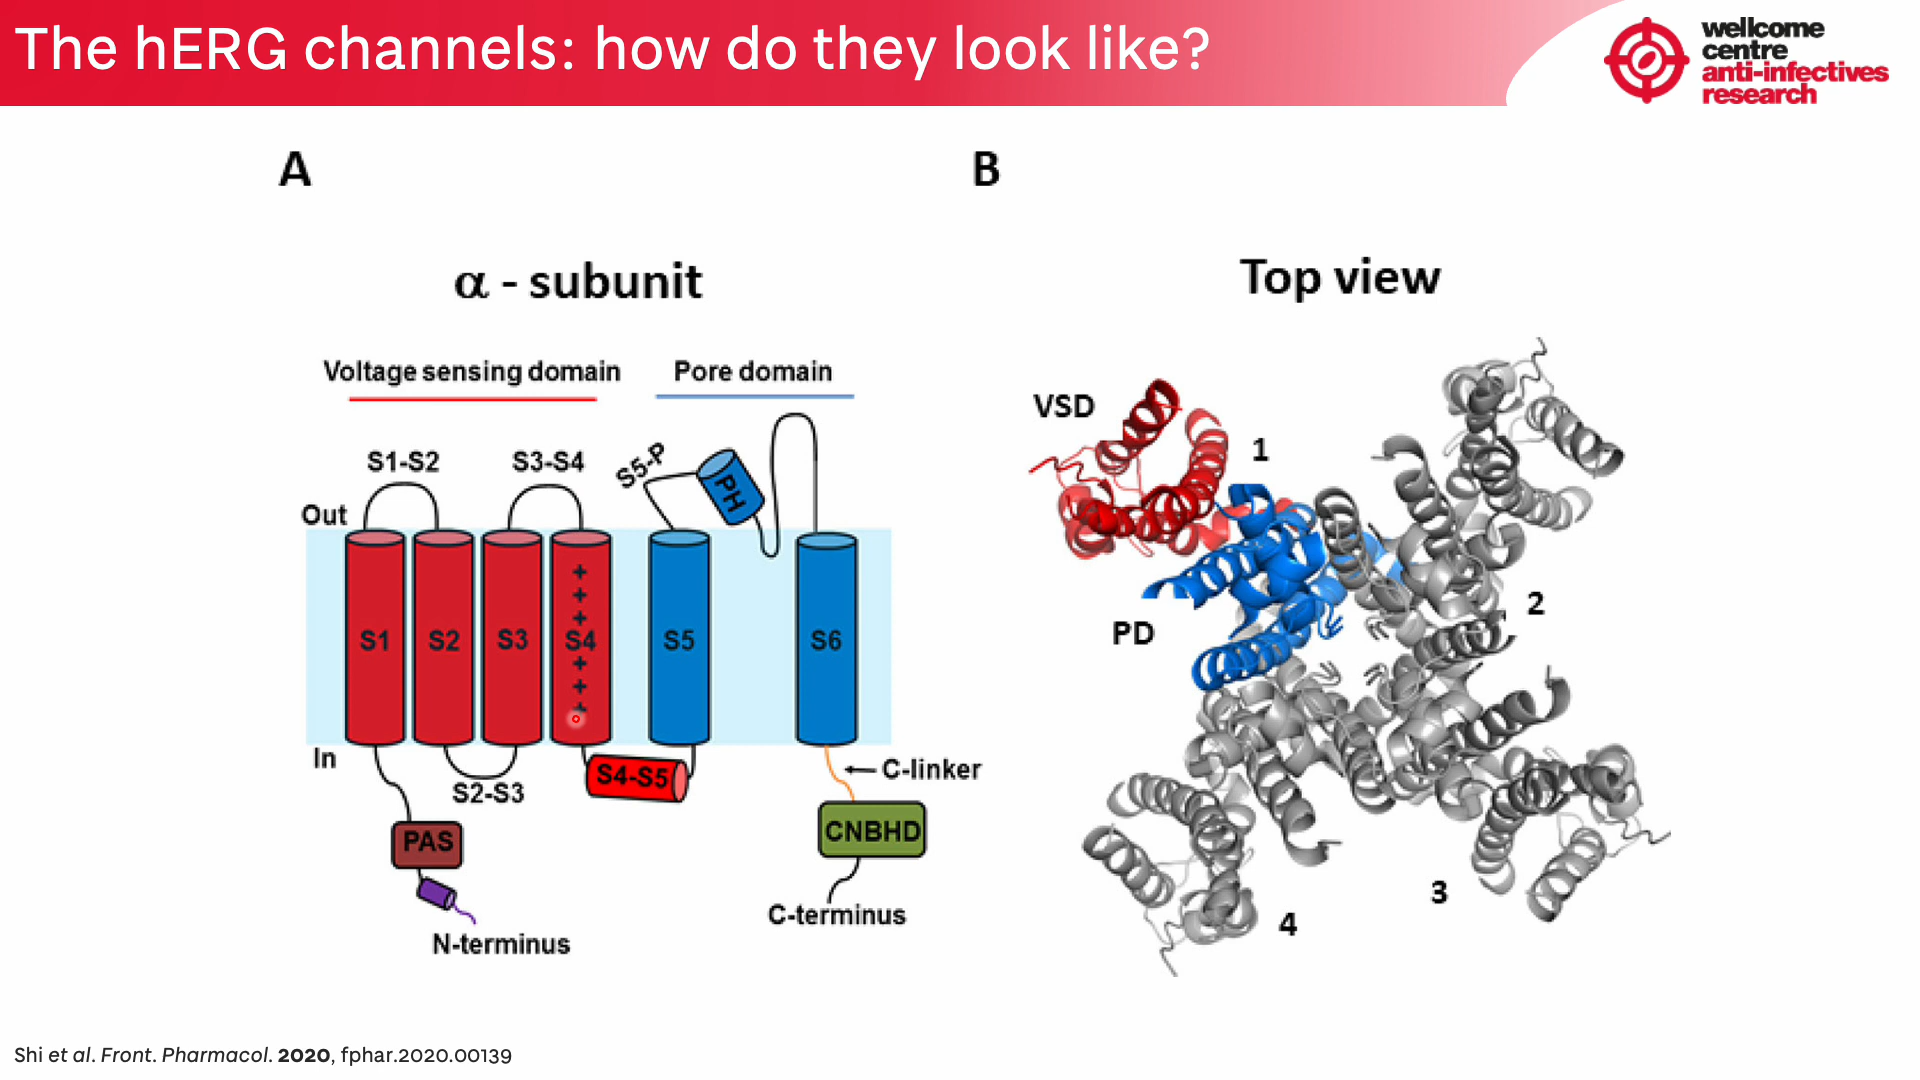 The hERG channels: how do they look like?
wellcome
centre
anti-infectives
research
A
B
α - subunit
Top view
Voltage sensing domain
Pore domain
VSD
1
S1-S2
S3-S4
S5-P
PH
Out
+
+
+
S1
S2
S3
S4
S5
S6
+
+
+
PD
2
In
S2-S3
S4-S5
C-linker
PAS
CNBHD
3
4
C-terminus
N-terminus
Shi et al. Front. Pharmacol. 2020, fphar.2020.00139